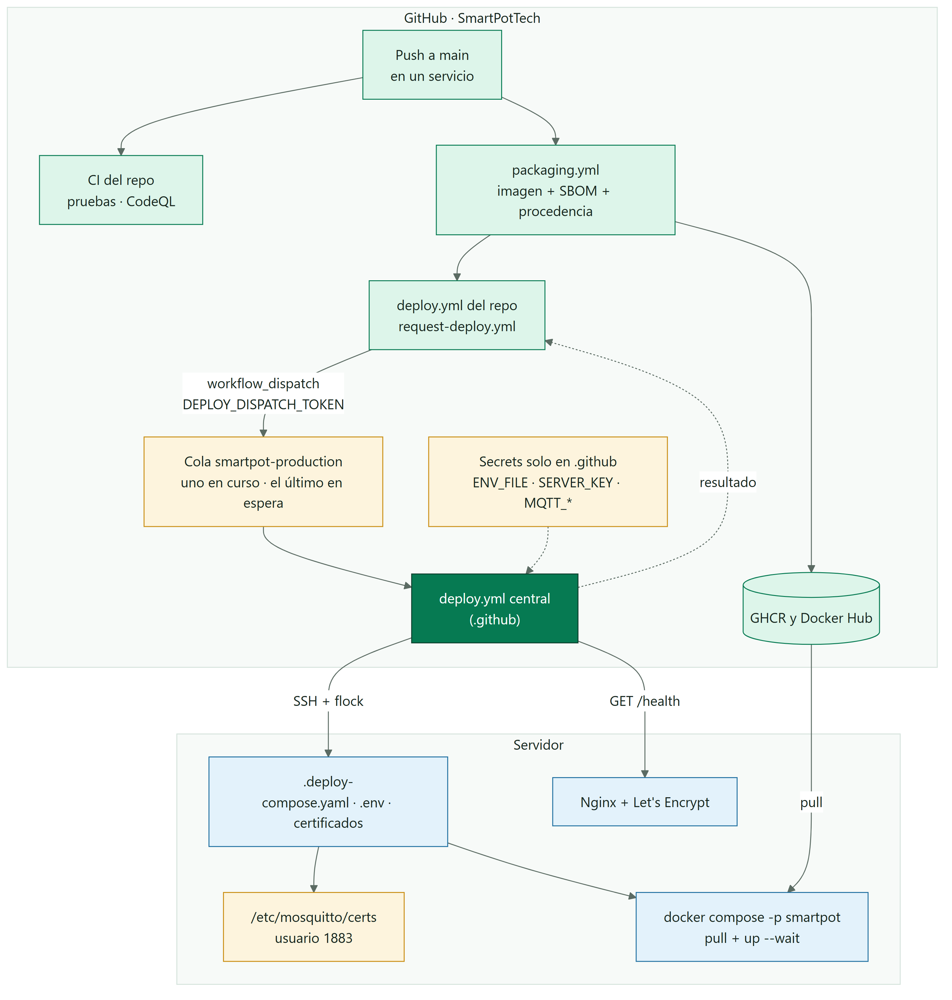 GitHub · SmartPotTech
Push a main
en un servicio
CI del repo
pruebas · CodeQL
packaging.yml
imagen + SBOM +
procedencia
deploy.yml del repo
request-deploy.yml
workflow_dispatch
DEPLOY_DISPATCH_TOKEN
Cola smartpot-production
uno en curso · el último en
espera
Secrets solo en .github
ENV_FILE · SERVER_KEY ·
MQTT_*
resultado
deploy.yml central
(.github)
GHCR y Docker Hub
SSH + flock
GET /health
Servidor
.deploy-
compose.yaml · .env ·
certificados
Nginx + Let's Encrypt
pull
/etc/mosquitto/certs
usuario 1883
docker compose -p smartpot
pull + up --wait